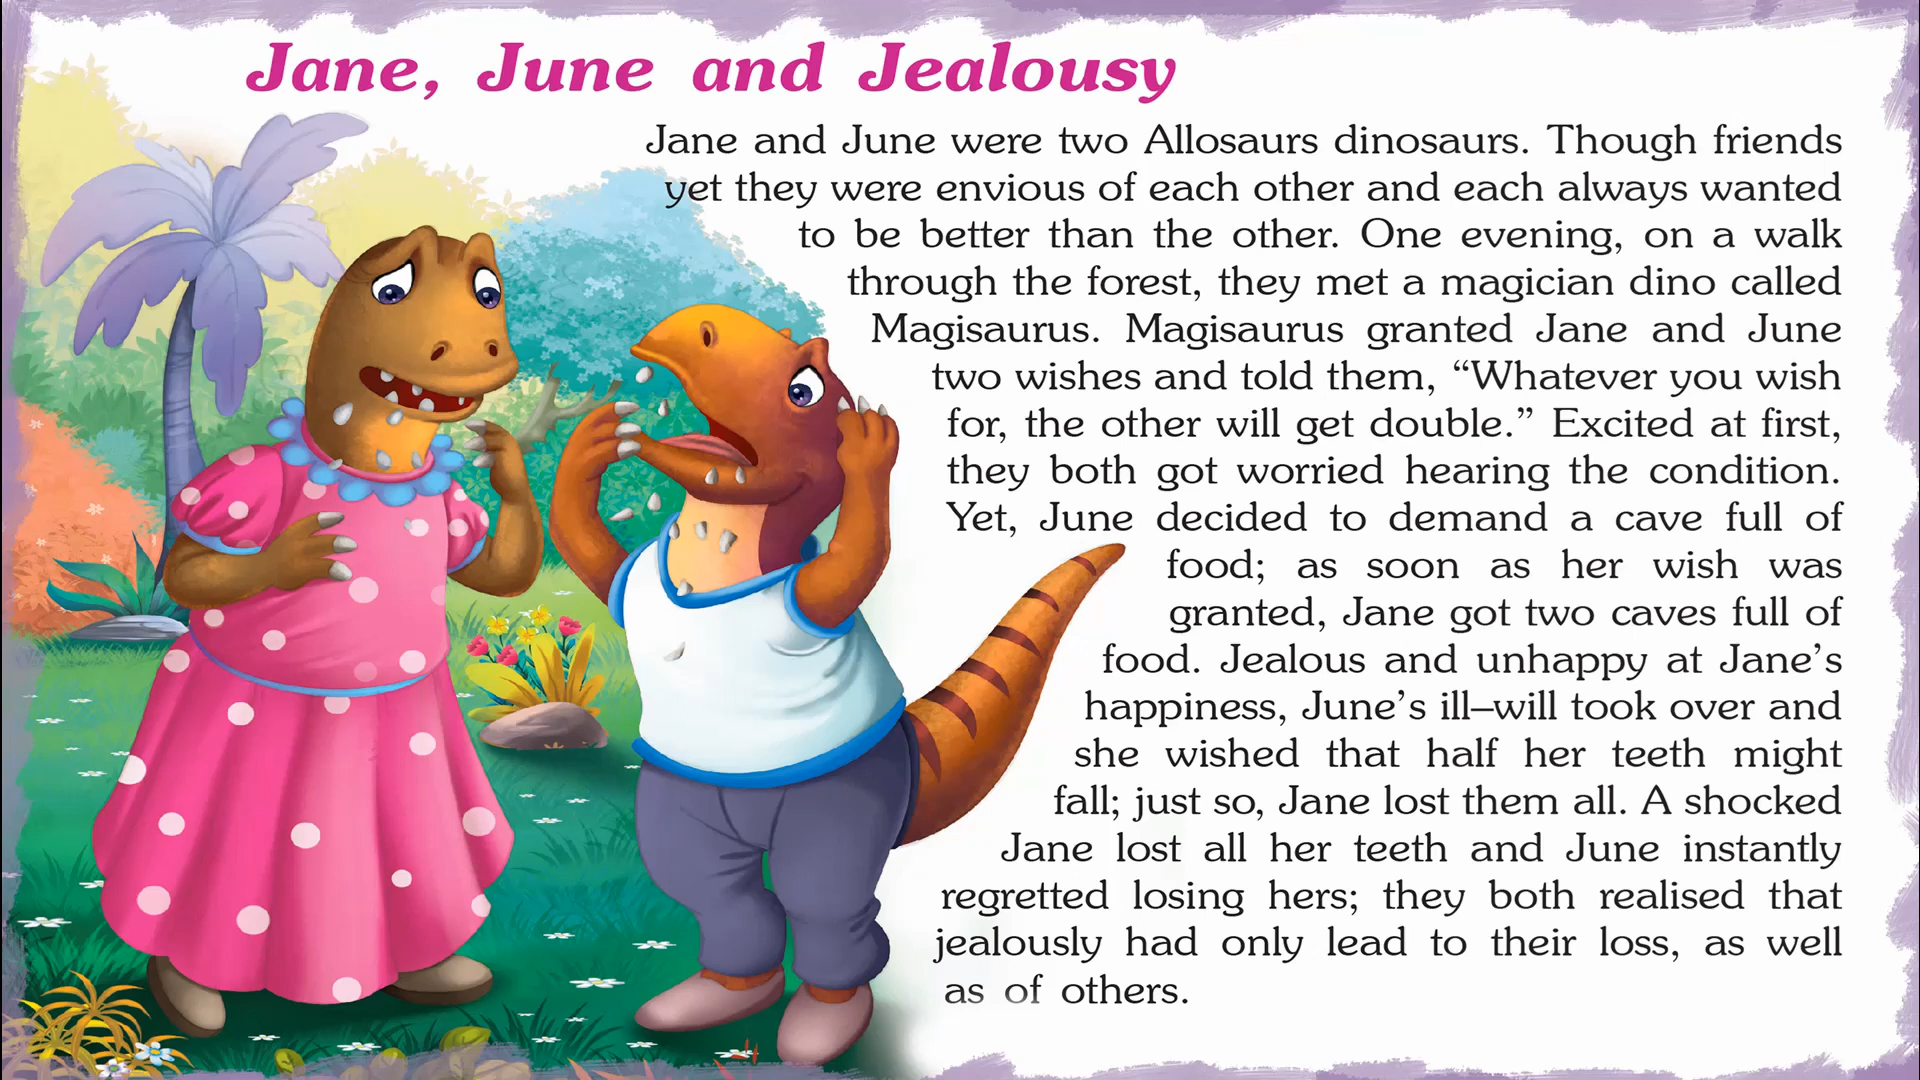 Jane, June and Jealousy
Jane and June were two Allosaurs dinosaurs. Though friends
yet they were envious of each other and each always wanted
to be better than the other. One evening, on a walk
through the forest, they met a magician dino called
Magisaurus. Magisaurus granted Jane and June
two wishes and told them, “Whatever you wish
for, the other will get double.” Excited at first,
they both got worried hearing the condition.
Yet, June decided to demand a cave full of
food; as soon as her wish was
granted, Jane got two caves full of
food. Jealous and unhappy at Jane’s
happiness, June’s ill–will took over and
she wished that half her teeth might
fall; just so, Jane lost them all. A shocked
Jane lost all her teeth and June instantly
regretted losing hers; they both realised that
jealously had only lead to their loss, as well
as of others.